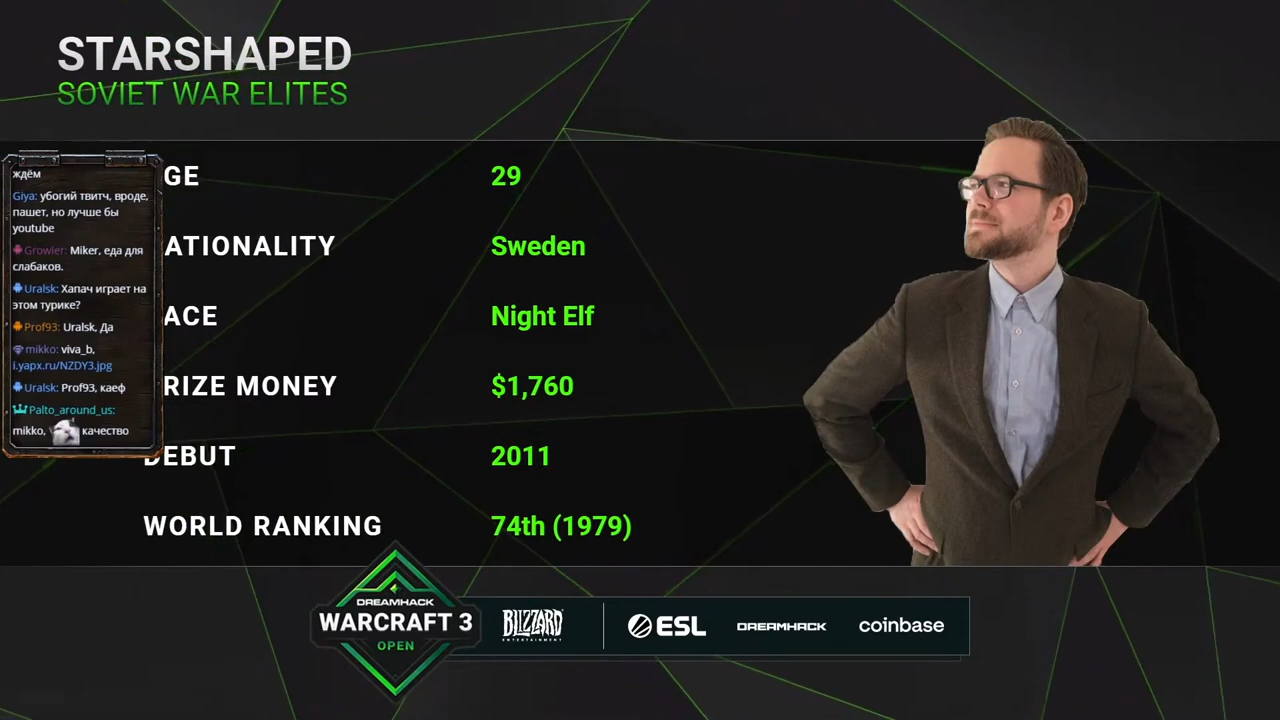 STARSHAPED
SOVIET WAR ELITES
ждём
Giya: убогий твитч, вроде,
пашет, но лучше бы
youtube
Growler: Miker, еда для
слабаков.
Uralsk: Хапач играет на
этом турике?
Prof93: Uralsk, Да
mikko: viva_b,
i.yapx.ru/NZDY3.jpg
Uralsk: Prof93, каеф
Palto_around_us:
mikko, качество
GE 29
ATIONALITY Sweden
ACE Night Elf
RIZE MONEY $1,760
DEBUT 2011
WORLD RANKING 74th (1979)
DREAMHACK
WARCRAFT 3
OPEN
BLIZZARD
ENTERTAINMENT
ESL
DREAMHACK
coinbase